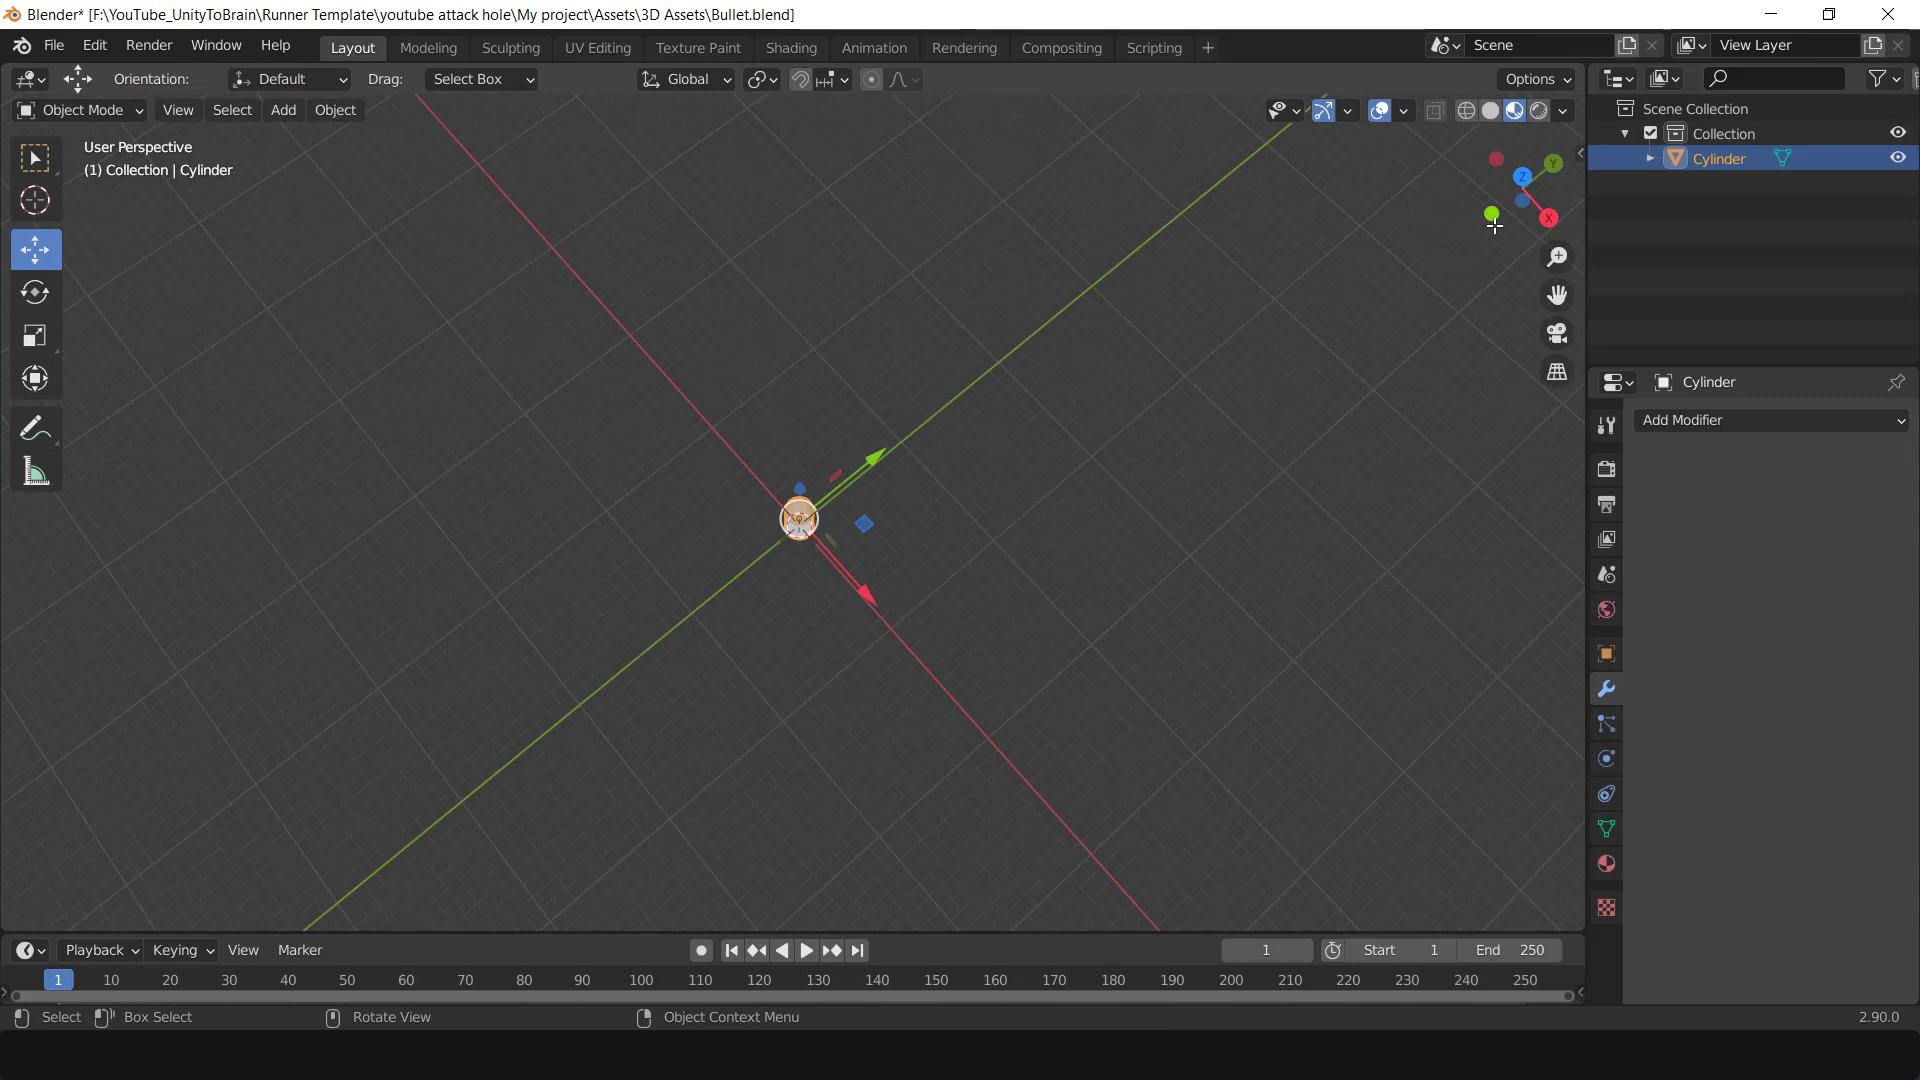 Blender* [F:\YouTube_UnityToBrain\Runner Template\youtube attack hole\My project\Assets\3D Assets\Bullet.blend]
File Edit Render Window Help Layout Modeling Sculpting UV Editing Texture Paint Shading Animation Rendering Compositing Scripting + Scene View Layer
Orientation: Default Drag: Select Box Global Options
Object Mode View Select Add Object
User Perspective
(1) Collection | Cylinder
Z Y X
Scene Collection
Collection
Cylinder
Cylinder
Add Modifier
Playback Keying View Marker 1 Start 1 End 250
1 10 20 30 40 50 60 70 80 90 100 110 120 130 140 150 160 170 180 190 200 210 220 230 240 250
Select Box Select Rotate View Object Context Menu 2.90.0